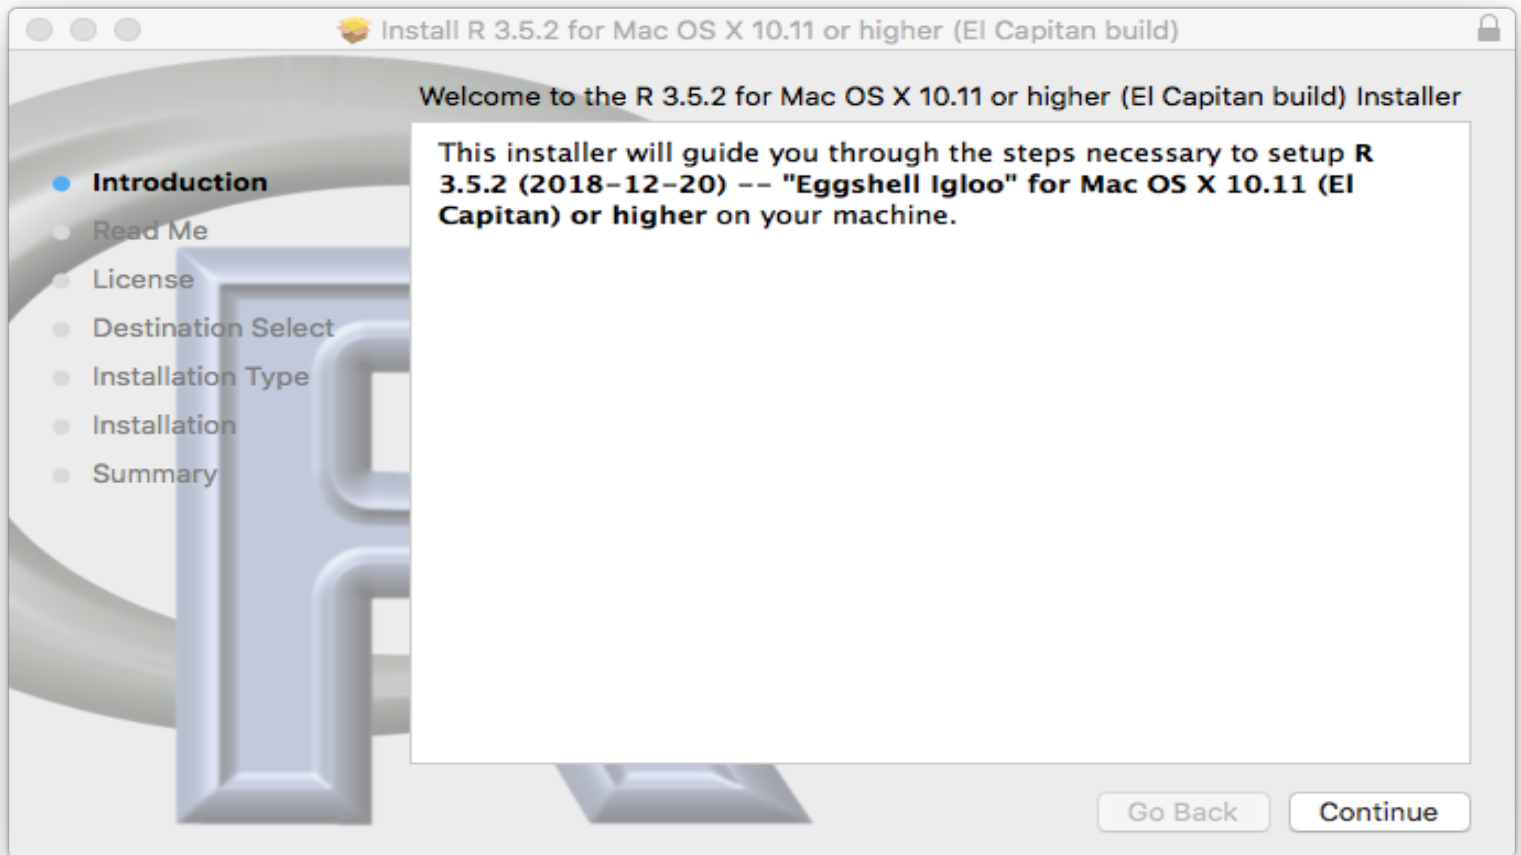 Install R 3.5.2 for Mac OS X 10.11 or higher (El Capitan build)
Welcome to the R 3.5.2 for Mac OS X 10.11 or higher (El Capitan build) Installer
Introduction
Read Me
License
Destination Select
Installation Type
Installation
Summary
This installer will guide you through the steps necessary to setup R
3.5.2 (2018-12-20) -- "Eggshell Igloo" for Mac OS X 10.11 (El
Capitan) or higher on your machine.
R
Go Back
Continue